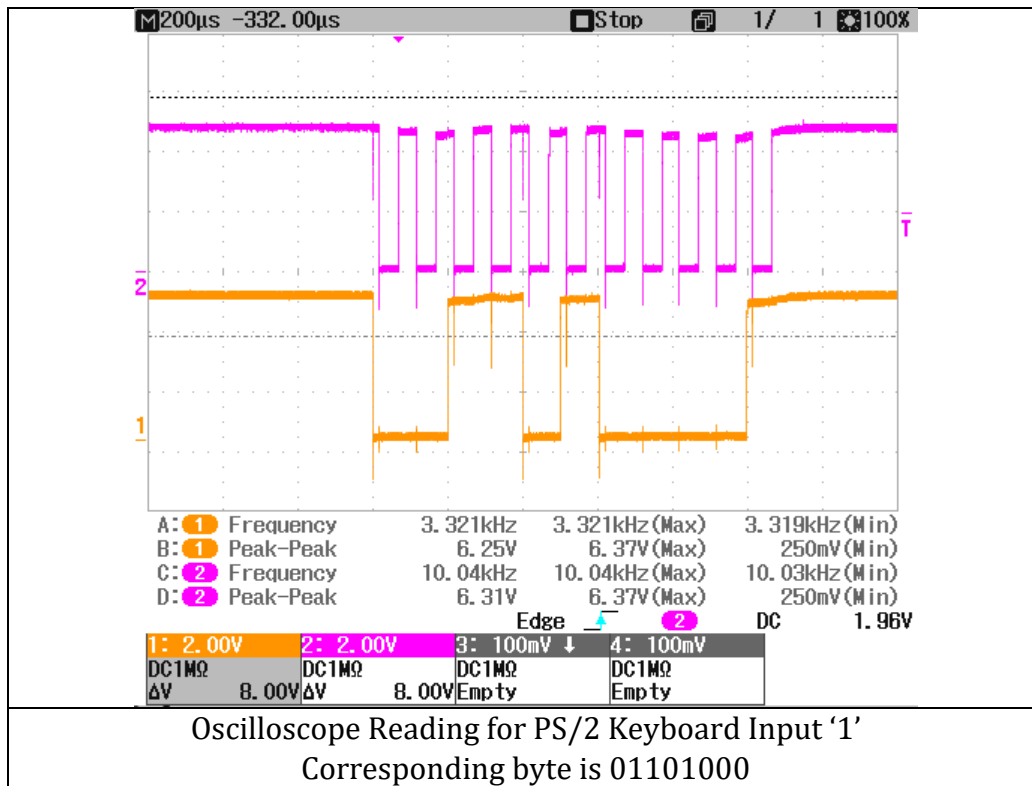 M 200µs -332.00µs Stop 1/ 1 100%
T
2
1
A: 1 Frequency 3.321kHz 3.321kHz(Max) 3.319kHz(Min)
B: 1 Peak-Peak 6.25V 6.37V(Max) 250mV(Min)
C: 2 Frequency 10.04kHz 10.04kHz(Max) 10.03kHz(Min)
D: 2 Peak-Peak 6.31V 6.37V(Max) 250mV(Min)
Edge 2 DC 1.96V
1: 2.00V 2: 2.00V 3: 100mV ↓ 4: 100mV
DC1MΩ DC1MΩ DC1MΩ DC1MΩ
ΔV 8.00V ΔV 8.00V Empty Empty
Oscilloscope Reading for PS/2 Keyboard Input ‘1’
Corresponding byte is 01101000